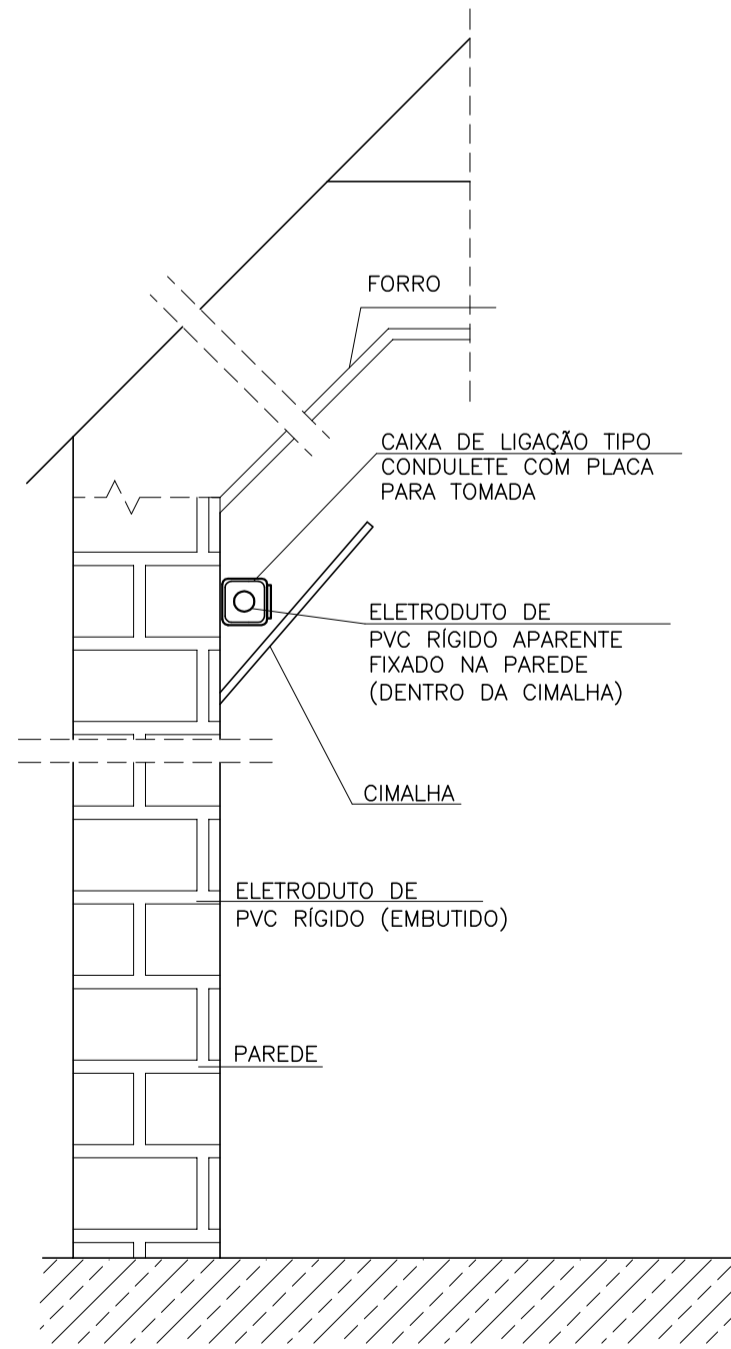 FORRO
CAIXA DE LIGAÇÃO TIPO
CONDULETE COM PLACA
PARA TOMADA
ELETRODUTO DE
PVC RÍGIDO APARENTE
FIXADO NA PAREDE
(DENTRO DA CIMALHA)
CIMALHA
ELETRODUTO DE
PVC RÍGIDO (EMBUTIDO)
PAREDE